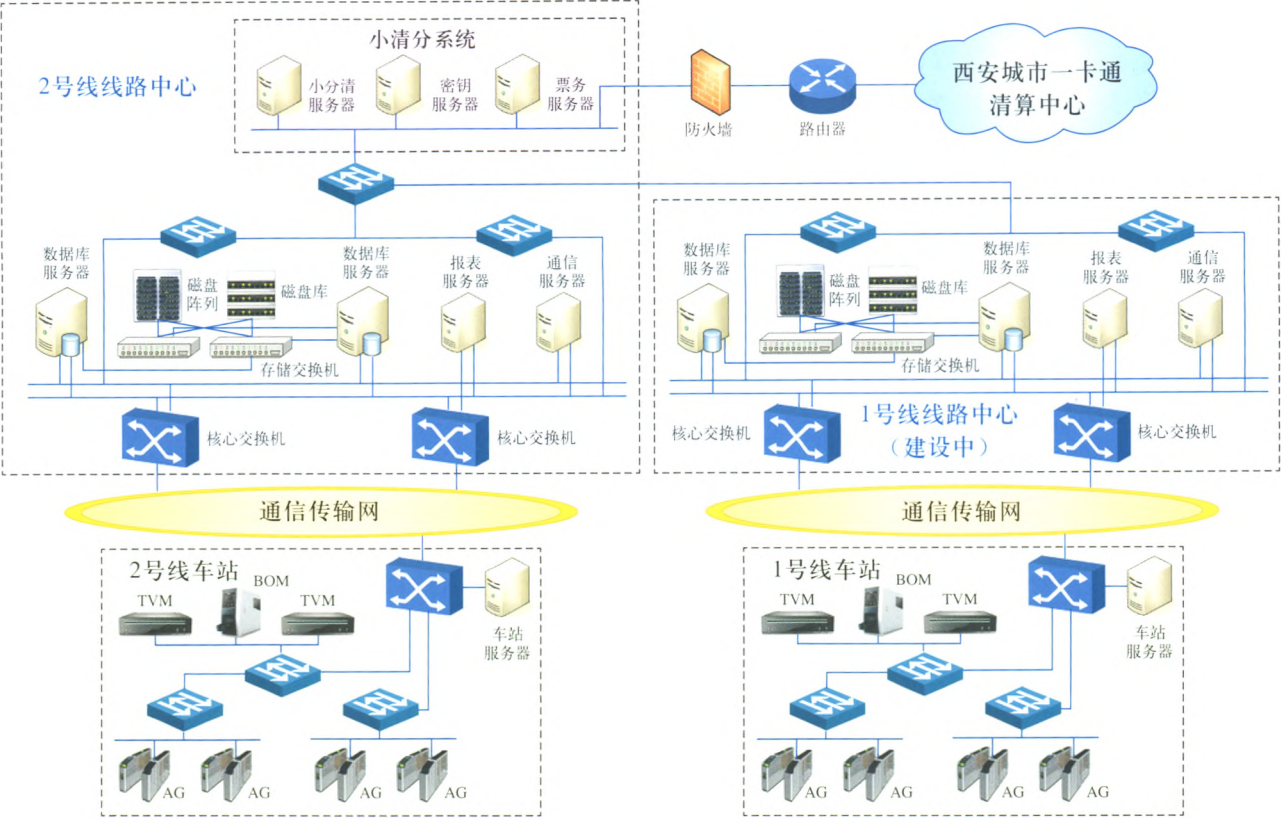 小清分系统
2号线线路中心
小分清
服务器
密钥
服务器
票务
服务器
防火墙
路由器
西安城市一卡通
清算中心
数据库
服务器
磁盘
阵列
磁盘库
数据库
服务器
报表
服务器
通信
服务器
存储交换机
核心交换机
核心交换机
数据库
服务器
磁盘
阵列
磁盘库
数据库
服务器
报表
服务器
通信
服务器
存储交换机
核心交换机
1号线线路中心
（建设中）
核心交换机
通信传输网
通信传输网
2号线车站
TVM
BOM
TVM
车站
服务器
AG
AG
AG
AG
1号线车站
TVM
BOM
TVM
车站
服务器
AG
AG
AG
AG